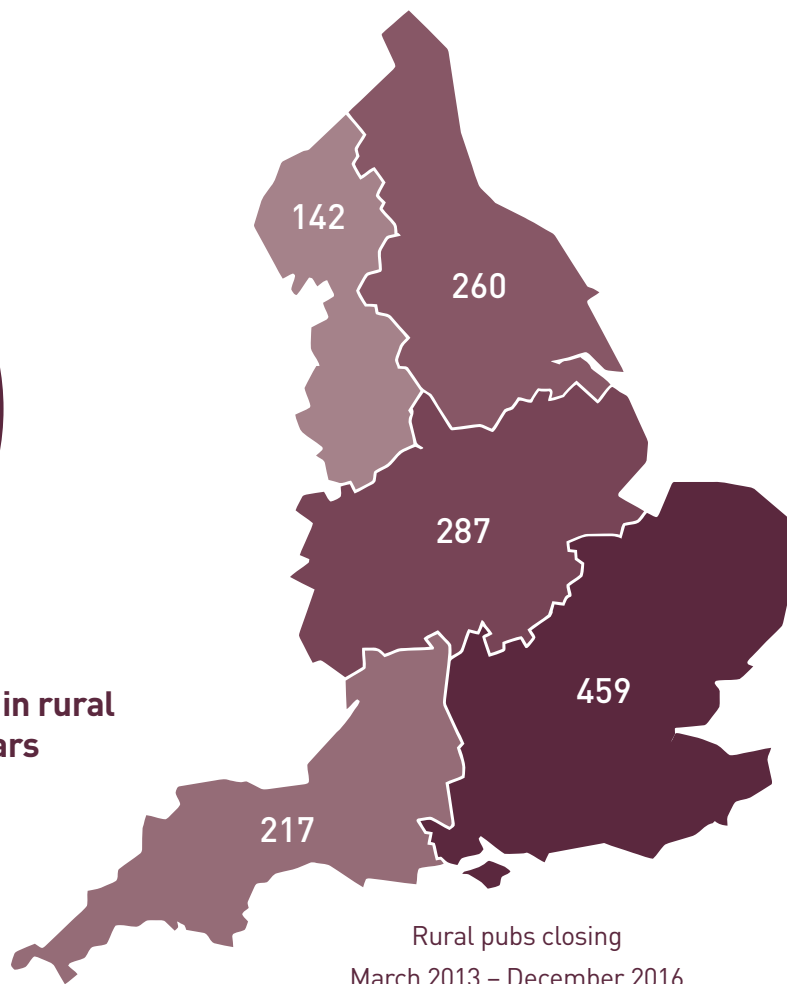 142
260
287
459
in rural
ars
217
Rural pubs closing
March 2013 – December 2016